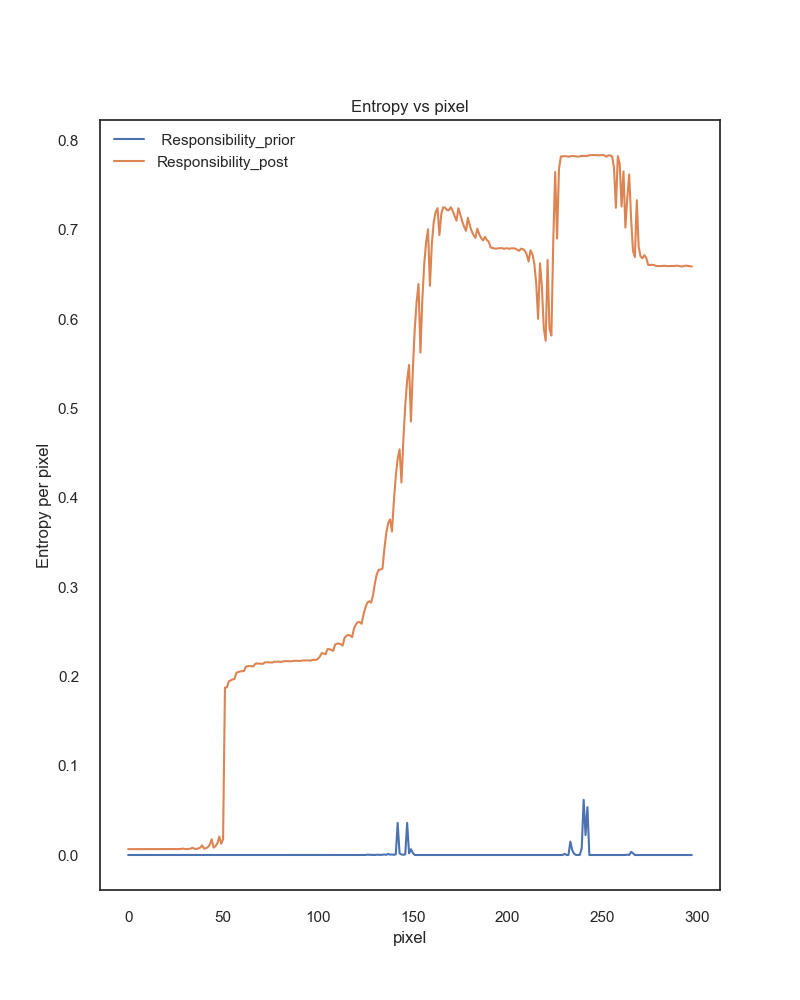 Entropy vs pixel
Responsibility_prior
Responsibility_post
0.8
0.7
0.6
0.5
0.4
0.3
0.2
0.1
0.0
Entropy per pixel
0 50 100 150 200 250 300
pixel